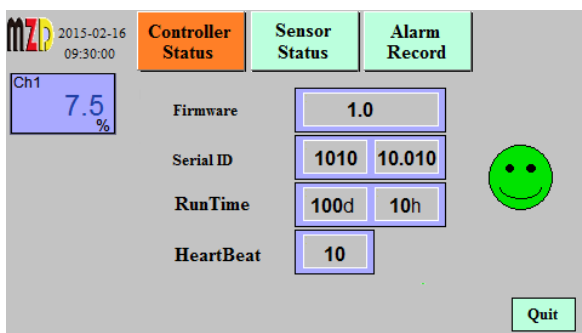 MZD 2015-02-16
09:30:00
Controller Status
Sensor Status
Alarm Record
Ch1
7.5
%
Firmware 1.0
Serial ID 1010 10.010
RunTime 100d 10h
HeartBeat 10
Quit